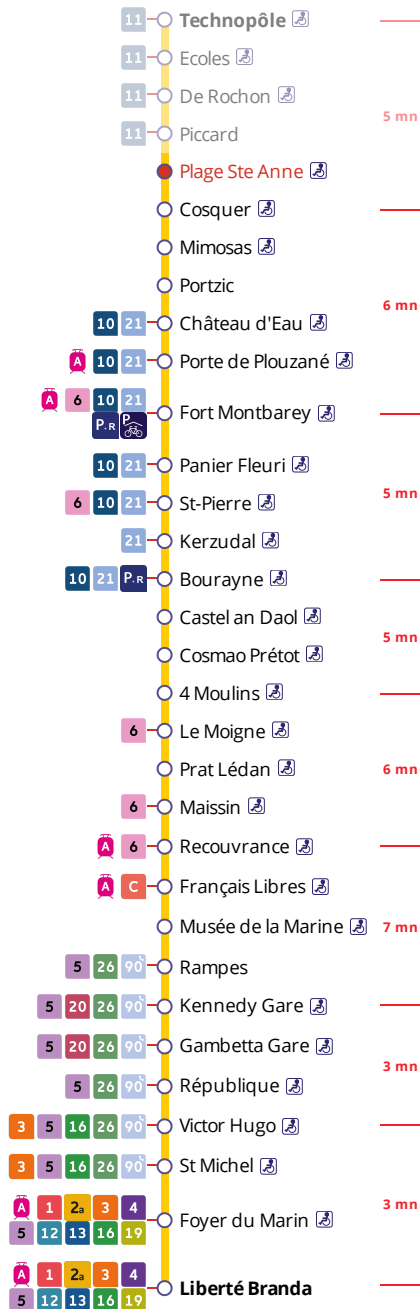 11 Technopôle
11 Ecoles
11 De Rochon
5 mn
11 Piccard
Plage Ste Anne
Cosquer
Mimosas
Portzic
6 mn
10 21 Château d'Eau
A 10 21 Porte de Plouzané
A 6 10 21
Fort Montbarey
P+R P
10 21 Panier Fleuri
5 mn
6 10 21 St-Pierre
21 Kerzudal
10 21 P+R Bourayne
Castel an Daol
5 mn
Cosmao Prétot
4 Moulins
6 Le Moigne
Prat Lédan 6 mn
6 Maissin
A 6 Recouvrance
A C Français Libres
Musée de la Marine 7 mn
5 26 90 Rampes
5 20 26 90 Kennedy Gare
5 20 26 90 Gambetta Gare
3 mn
5 26 90 République
3 5 16 26 90 Victor Hugo
3 5 16 26 90 St Michel
3 mn
A 1 2a 3 4
Foyer du Marin
5 12 13 16 19
A 1 2a 3 4
Liberté Branda
5 12 13 16 19